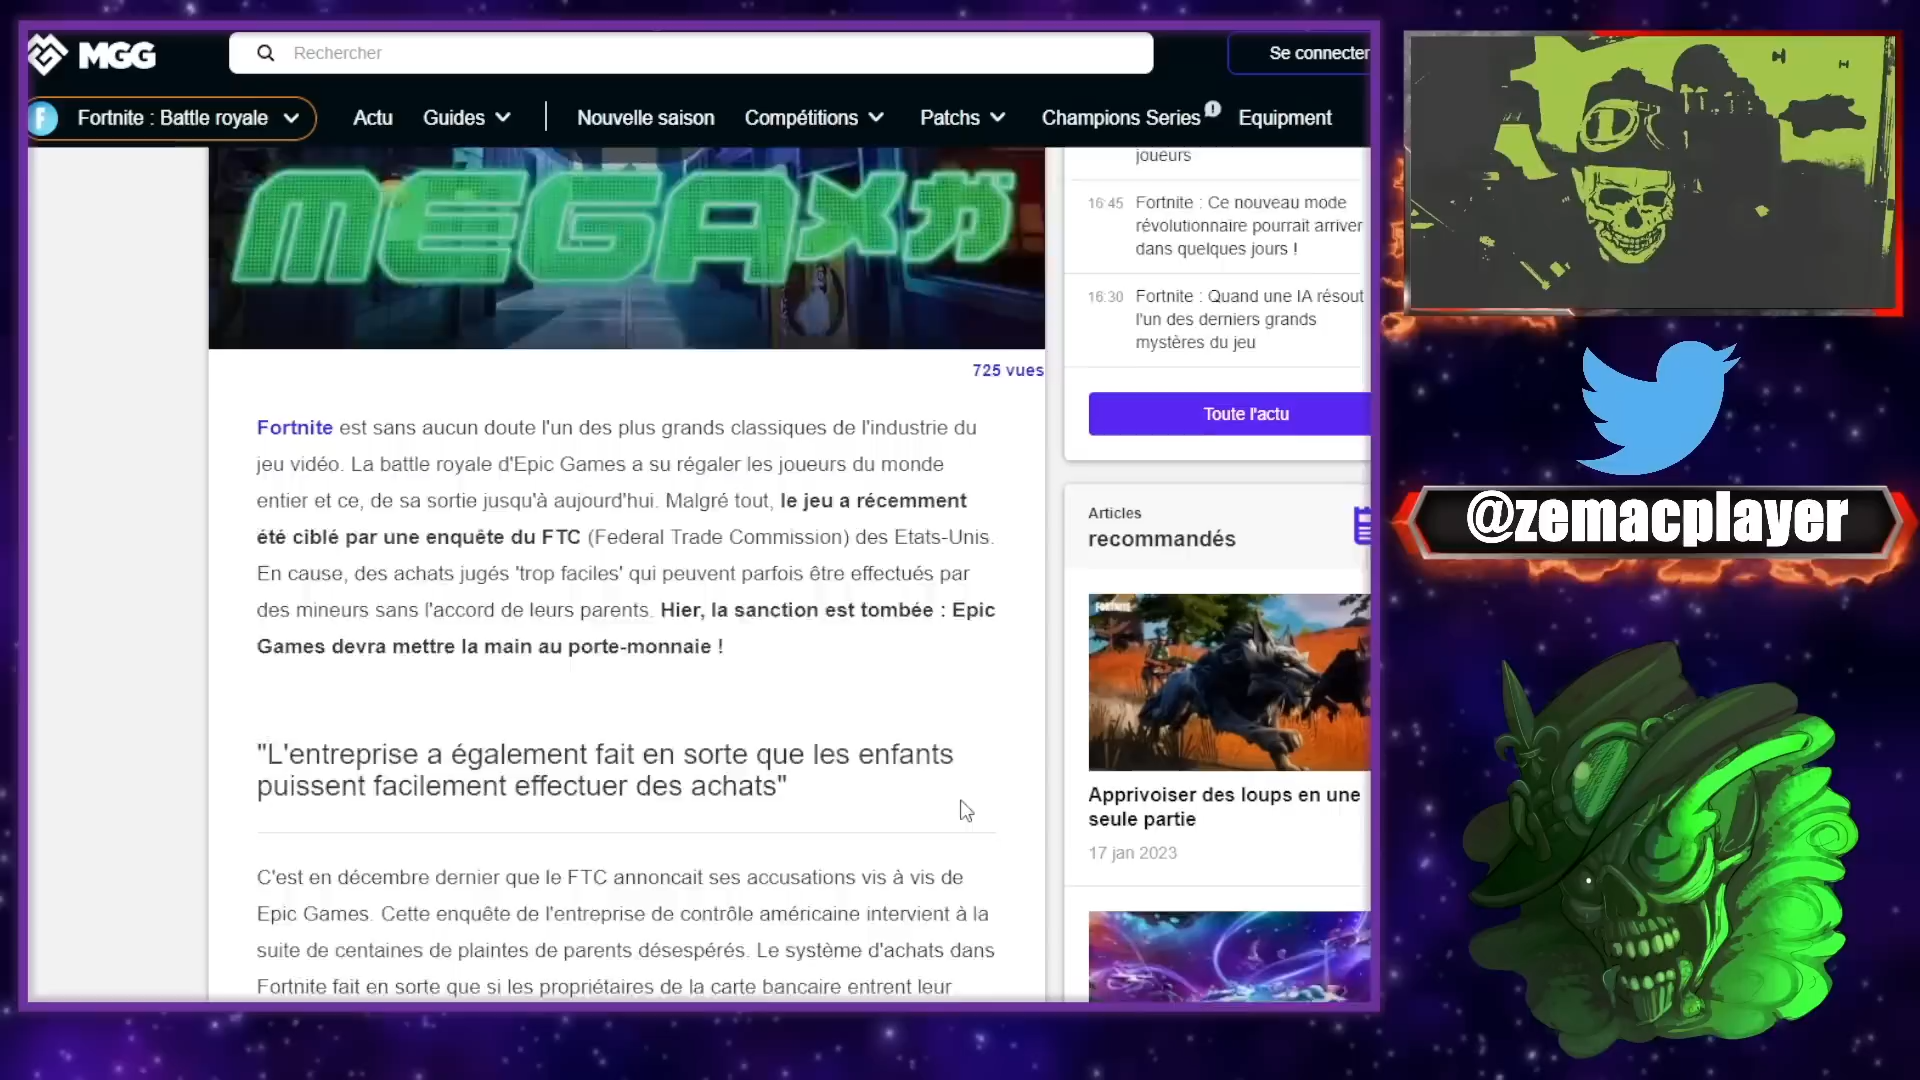 MGG
Rechercher
Se connecter
Fortnite : Battle royale
Actu
Guides
Nouvelle saison
Compétitions
Patchs
Champions Series
Equipment
MEGAメガ
725 vues
Fortnite est sans aucun doute l'un des plus grands classiques de l'industrie du
jeu vidéo. La battle royale d'Epic Games a su régaler les joueurs du monde
entier et ce, de sa sortie jusqu'à aujourd'hui. Malgré tout, le jeu a récemment
été ciblé par une enquête du FTC (Federal Trade Commission) des Etats-Unis.
En cause, des achats jugés 'trop faciles' qui peuvent parfois être effectués par
des mineurs sans l'accord de leurs parents. Hier, la sanction est tombée : Epic
Games devra mettre la main au porte-monnaie !
"L'entreprise a également fait en sorte que les enfants
puissent facilement effectuer des achats"
C'est en décembre dernier que le FTC annoncait ses accusations vis à vis de
Epic Games. Cette enquête de l'entreprise de contrôle américaine intervient à la
suite de centaines de plaintes de parents désespérés. Le système d'achats dans
Fortnite fait en sorte que si les propriétaires de la carte bancaire entrent leur
joueurs
16:45 Fortnite : Ce nouveau mode
révolutionnaire pourrait arriver
dans quelques jours !
16:30 Fortnite : Quand une IA résout
l'un des derniers grands
mystères du jeu
Toute l'actu
Articles
recommandés
FORTNITE
Apprivoiser des loups en une
seule partie
17 jan 2023
@zemacplayer